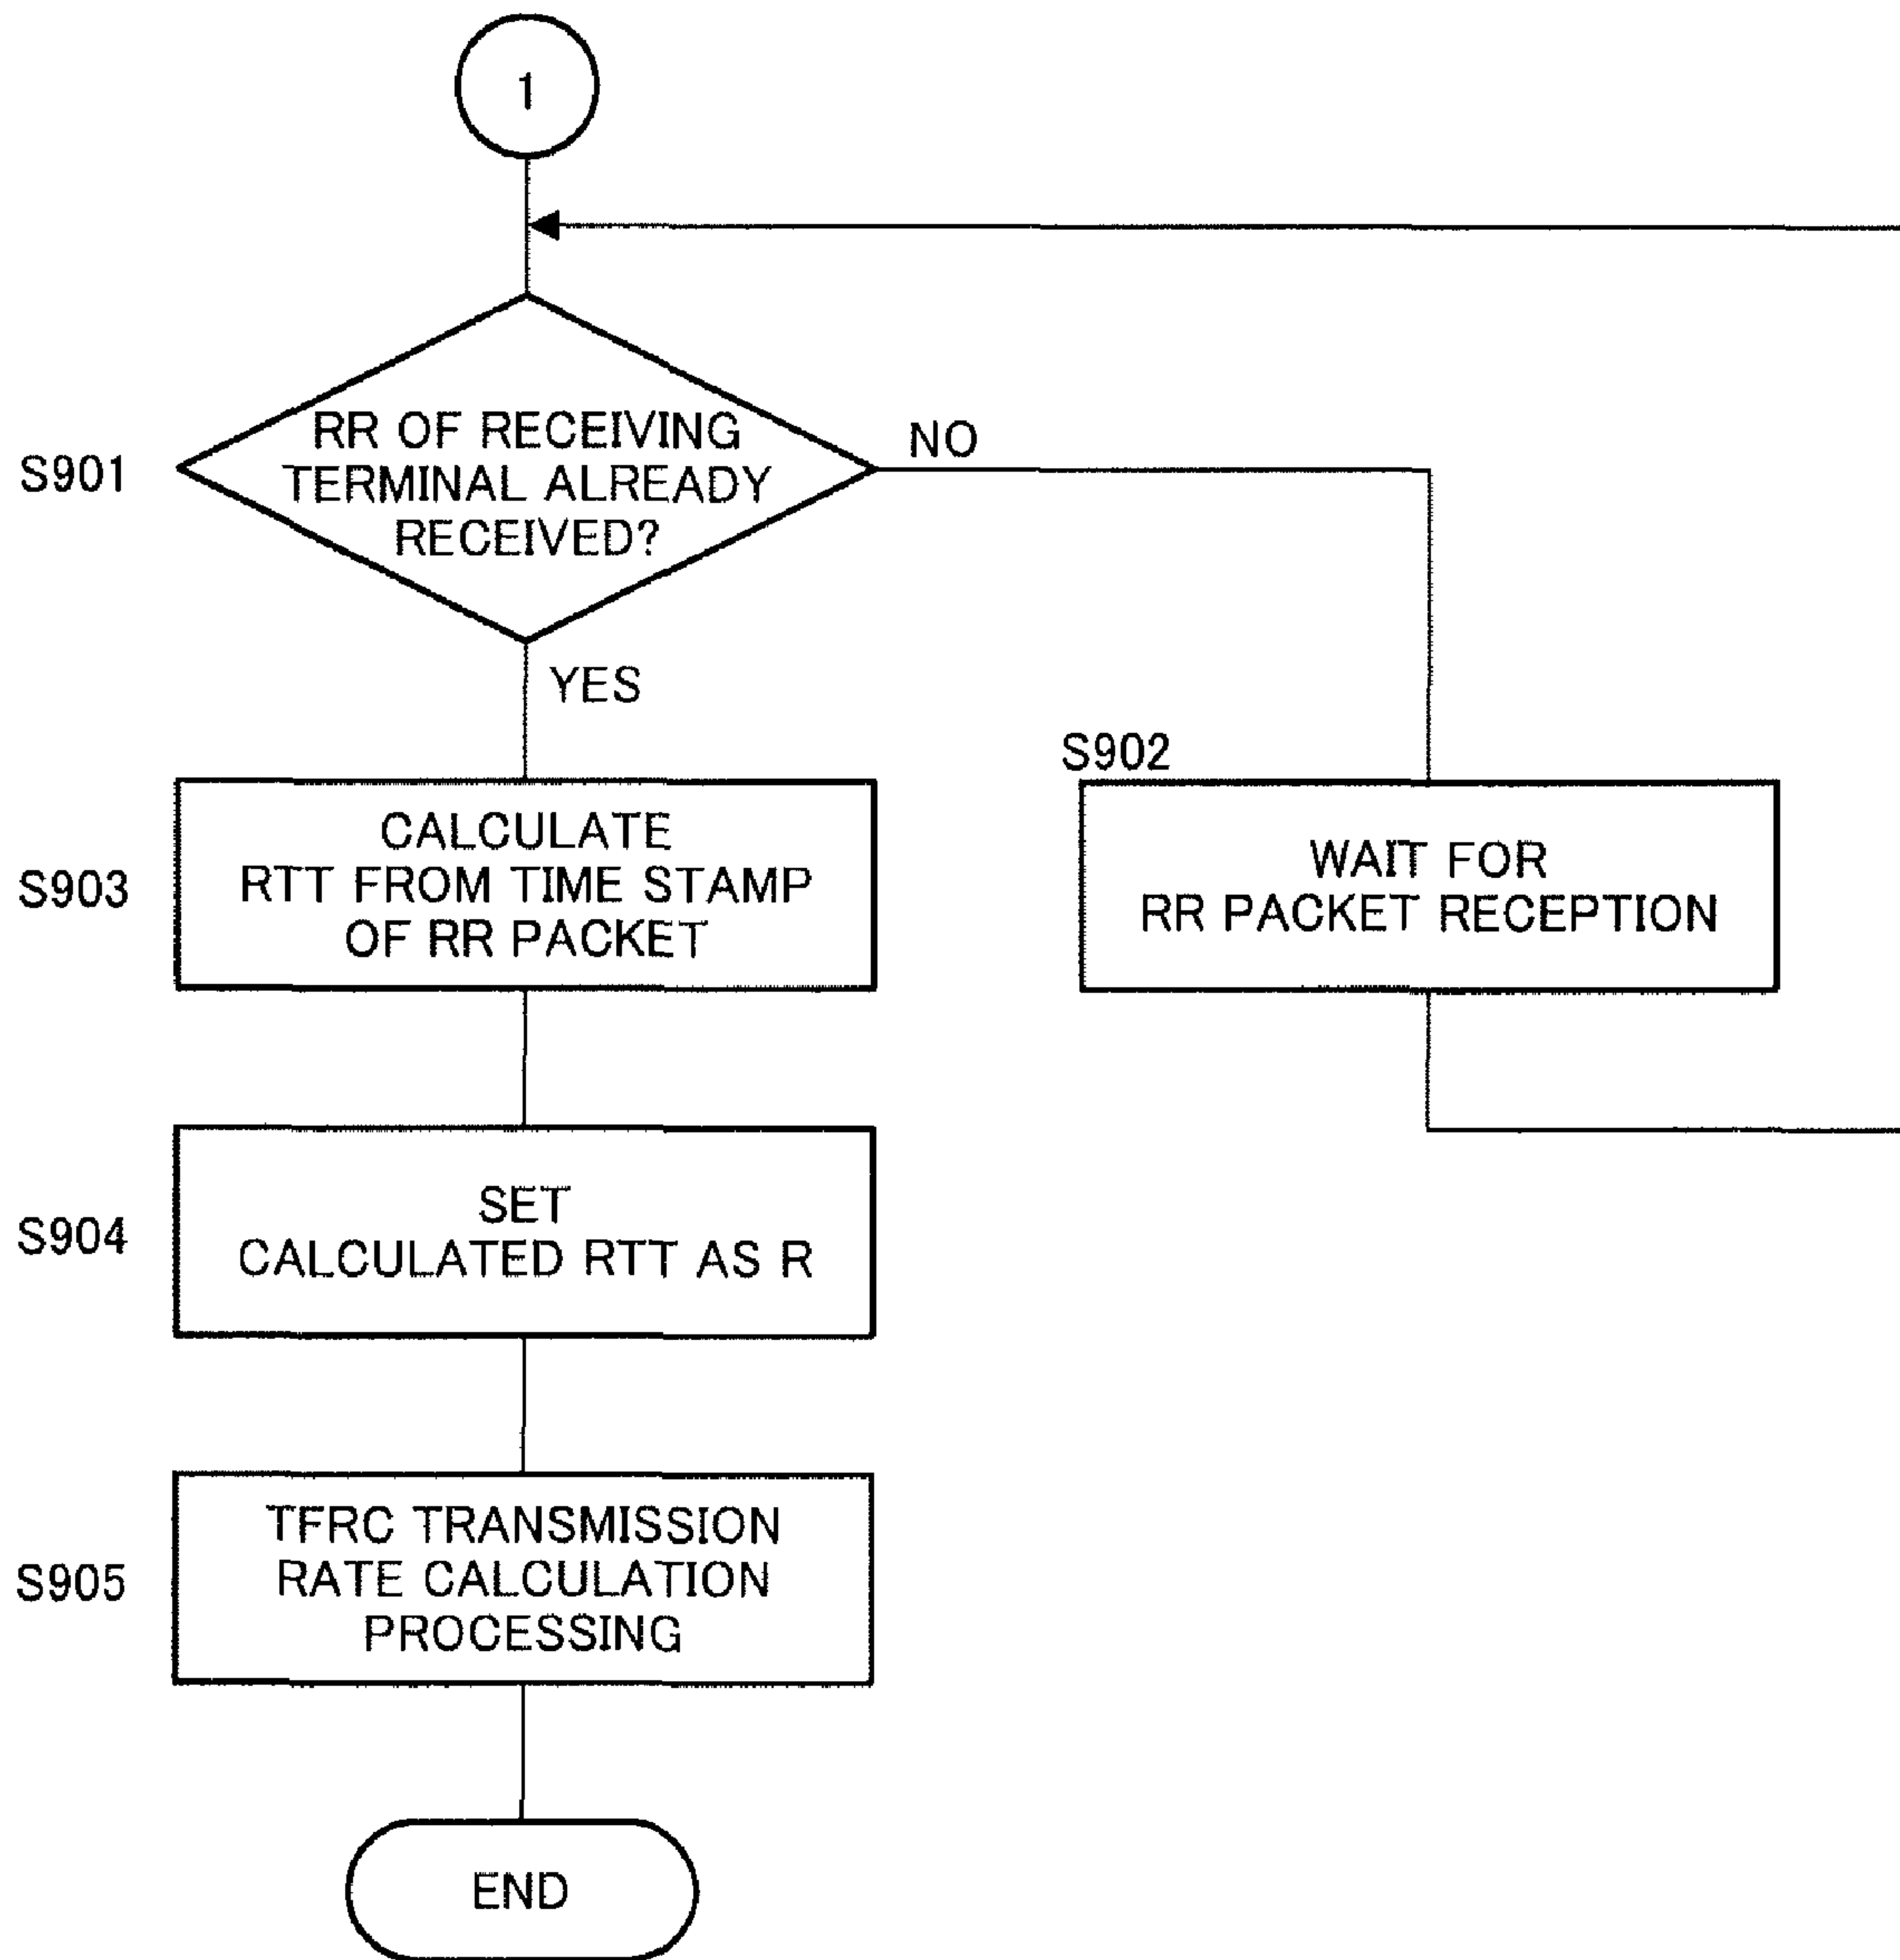 1
S901
RR OF RECEIVING
TERMINAL ALREADY
RECEIVED?
NO
YES
S902
S903
CALCULATE
RTT FROM TIME STAMP
OF RR PACKET
WAIT FOR
RR PACKET RECEPTION
S904
SET
CALCULATED RTT AS R
S905
TFRC TRANSMISSION
RATE CALCULATION
PROCESSING
END